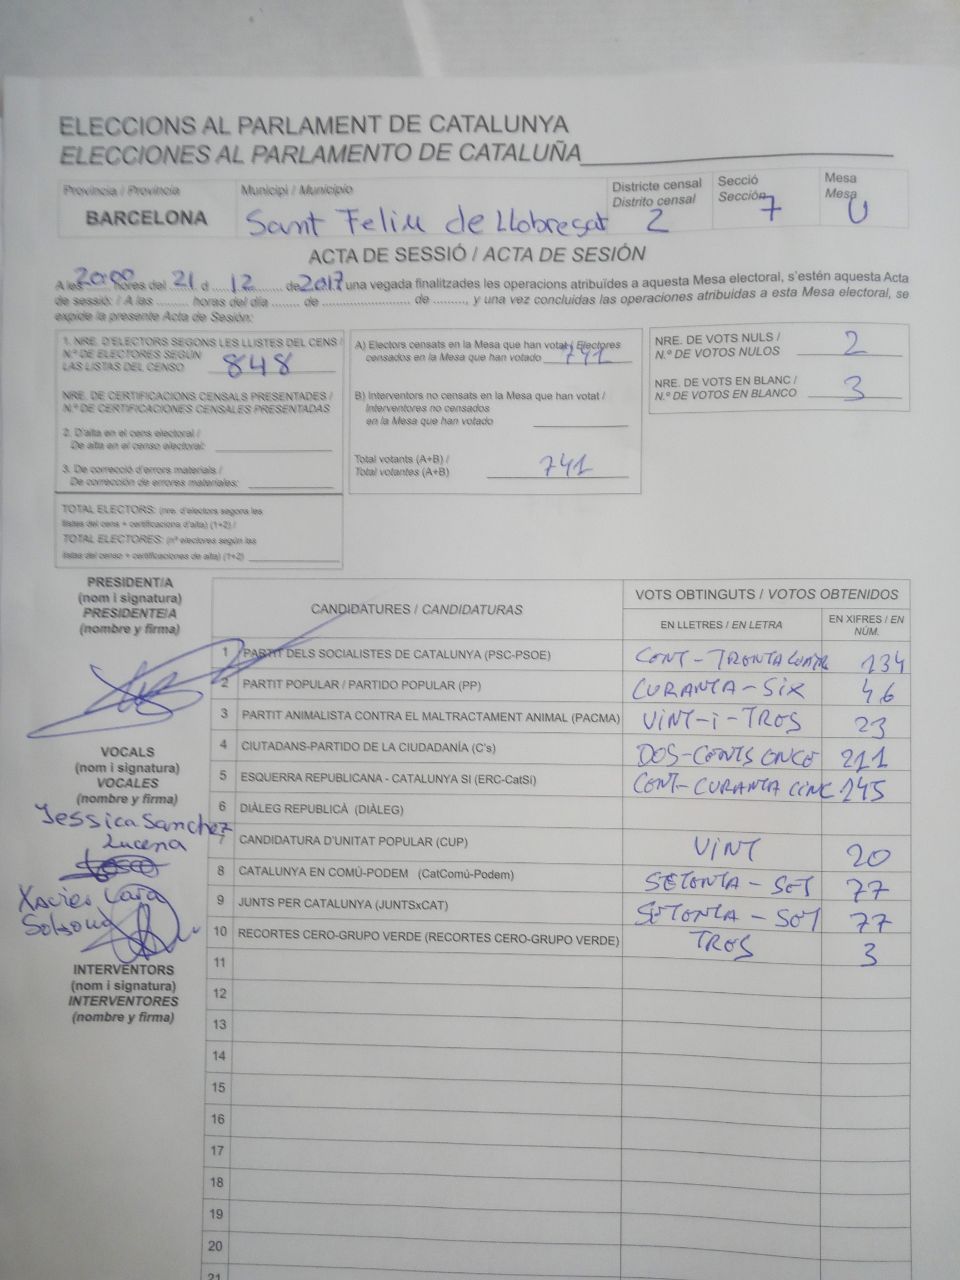 ELECCIONS AL PARLAMENT DE CATALUNYA
ELECCIONES AL PARLAMENTO DE CATALUÑA
Província / Provincia
BARCELONA
Municipi / Municipio
Sant Feliu de Llobregat
Districte censal
Distrito censal
2
Secció
Sección
7
Mesa
Mesa
U
ACTA DE SESSIÓ / ACTA DE SESIÓN
A les 20:00 hores del 21 d 12 de 2017 una vegada finalitzades les operacions atribuïdes a aquesta Mesa electoral, s'estén aquesta Acta
de sessió: / A las ......... horas del día ........ de ........................ de ........., y una vez concluidas las operaciones atribuidas a esta Mesa electoral, se
expide la presente Acta de Sesión:
1. NRE. D'ELECTORS SEGONS LES LLISTES DEL CENS /
N.º DE ELECTORES SEGÚN
LAS LISTAS DEL CENSO 848
NRE. DE CERTIFICACIONS CENSALS PRESENTADES /
N.º DE CERTIFICACIONES CENSALES PRESENTADAS
2. D'alta en el cens electoral /
De alta en el censo electoral:
3. De correcció d'errors materials /
De corrección de errores materiales:
TOTAL ELECTORS: (nre. d'electors segons les
llistes del cens + certificacions d'alta) (1+2) /
TOTAL ELECTORES: (nº electores según las
listas del censo + certificaciones de alta) (1+2)
A) Electors censats en la Mesa que han votat / Electores
censados en la Mesa que han votado 741
B) Interventors no censats en la Mesa que han votat /
Interventores no censados
en la Mesa que han votado
Total votants (A+B) /
Total votantes (A+B) 741
NRE. DE VOTS NULS /
N.º DE VOTOS NULOS 2
NRE. DE VOTS EN BLANC /
N.º DE VOTOS EN BLANCO 3
PRESIDENT/A
(nom i signatura)
PRESIDENTE/A
(nombre y firma)
VOCALS
(nom i signatura)
VOCALES
(nombre y firma)
Jessica Sanchez
Lucena
Xavier
INTERVENTORS
(nom i signatura)
INTERVENTORES
(nombre y firma)
CANDIDATURES / CANDIDATURAS
VOTS OBTINGUTS / VOTOS OBTENIDOS
EN LLETRES / EN LETRA
EN XIFRES / EN
NÚM.
1 PARTIT DELS SOCIALISTES DE CATALUNYA (PSC-PSOE) CENT-TRENTA 134
2 PARTIT POPULAR / PARTIDO POPULAR (PP) CURANTA-SIX 46
3 PARTIT ANIMALISTA CONTRA EL MALTRACTAMENT ANIMAL (PACMA) VINT-I-TRES 23
4 CIUTADANS-PARTIDO DE LA CIUDADANÍA (C's) DOS-CENTS ONCE 211
5 ESQUERRA REPUBLICANA - CATALUNYA SI (ERC-CatSí) CENT-CURANTA CINC 145
6 DIÀLEG REPUBLICÀ (DIÀLEG)
7 CANDIDATURA D'UNITAT POPULAR (CUP) VINT 20
8 CATALUNYA EN COMÚ-PODEM (CatComú-Podem) SETENTA-SET 77
9 JUNTS PER CATALUNYA (JUNTSxCAT) SETENTA-SET 77
10 RECORTES CERO-GRUPO VERDE (RECORTES CERO-GRUPO VERDE) TRES 3
11
12
13
14
15
16
17
18
19
20
21